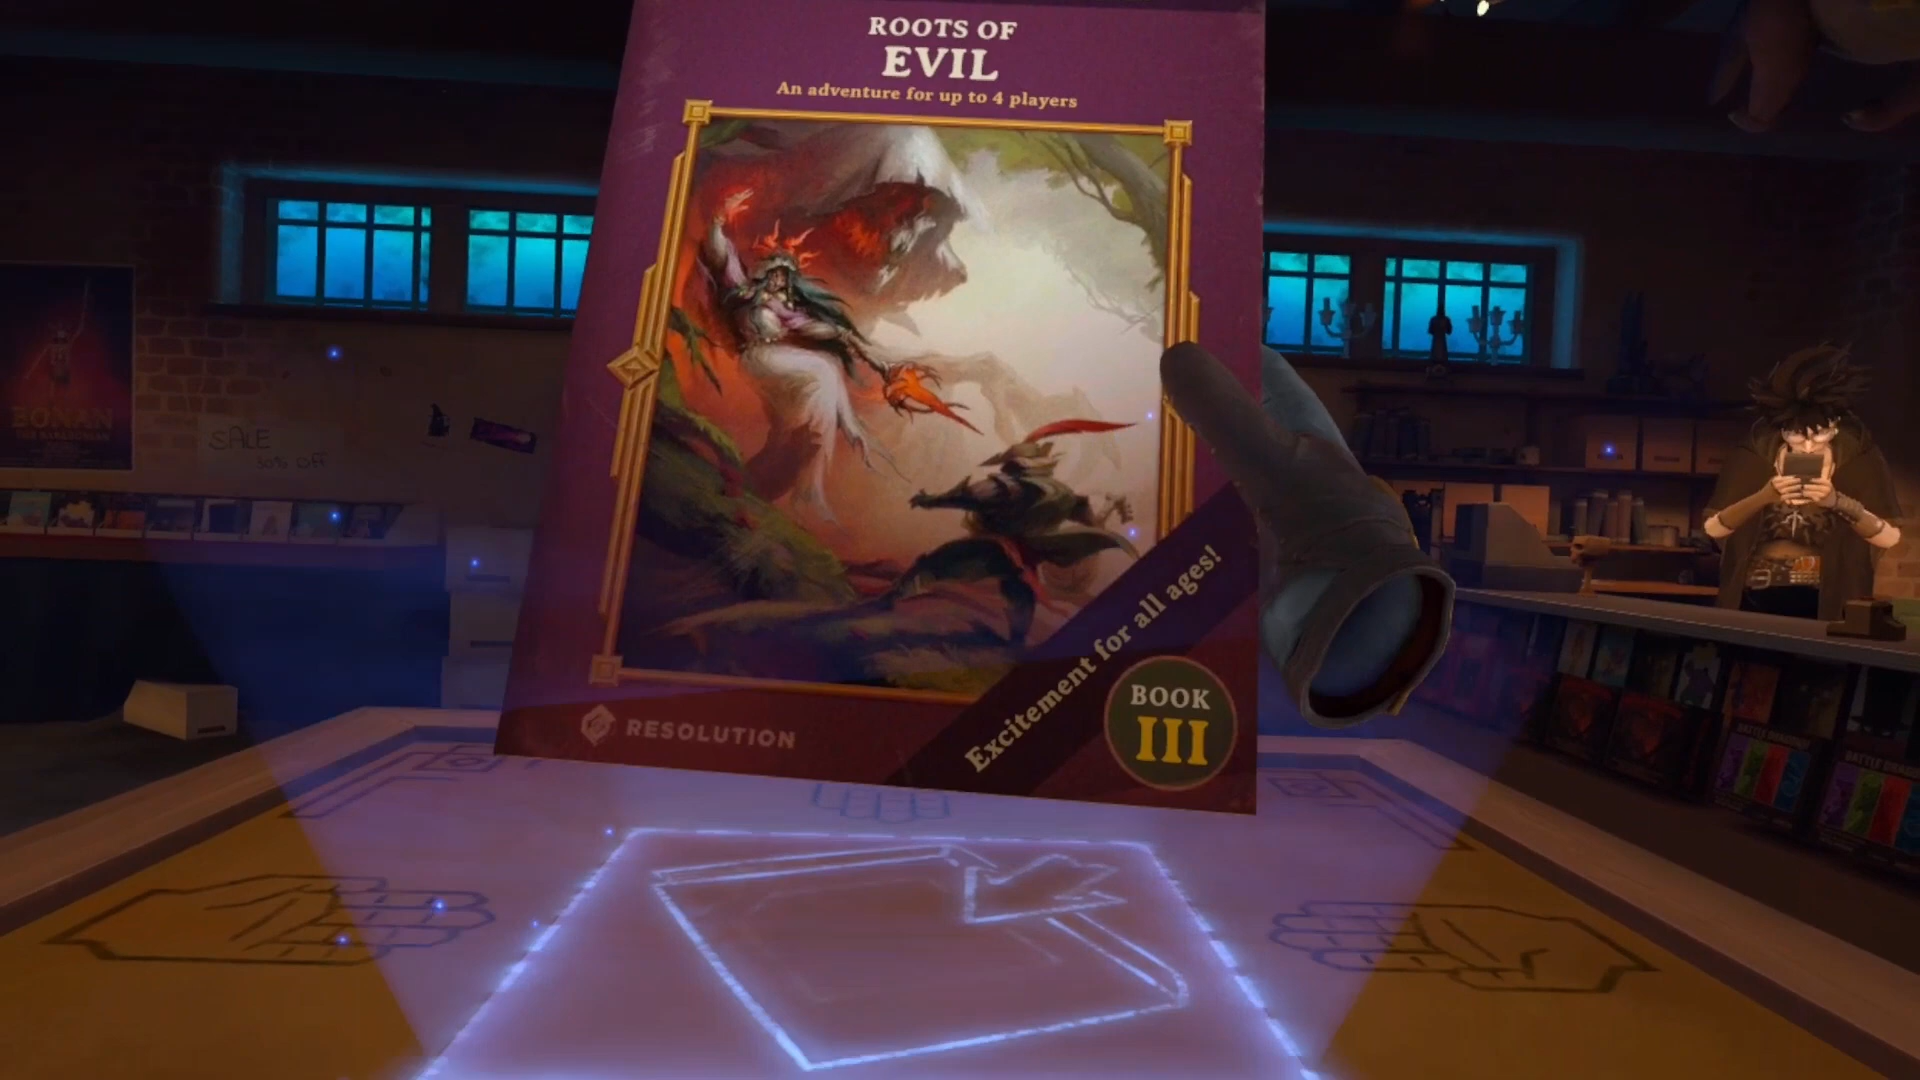 ROOTS OF
EVIL
An adventure for up to 4 players
SALE
30% Off
Excitement for all ages!
BOOK
III
RESOLUTION